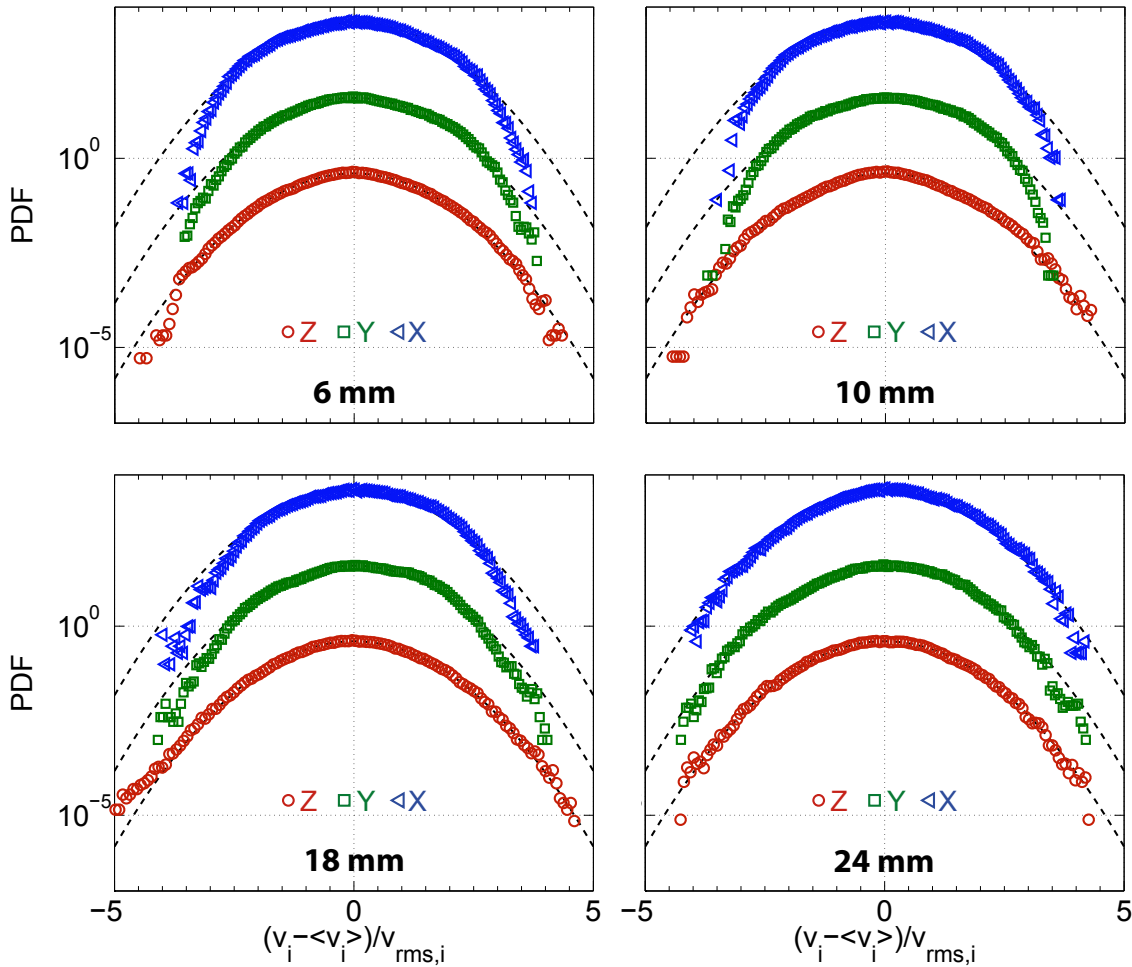 PDF
10^0
10^-5
Z Y X
6 mm
Z Y X
10 mm
PDF
10^0
10^-5
Z Y X
18 mm
Z Y X
24 mm
−5 0 5
0 5
(v_i−<v_i>)/v_rms,i
(v_i−<v_i>)/v_rms,i